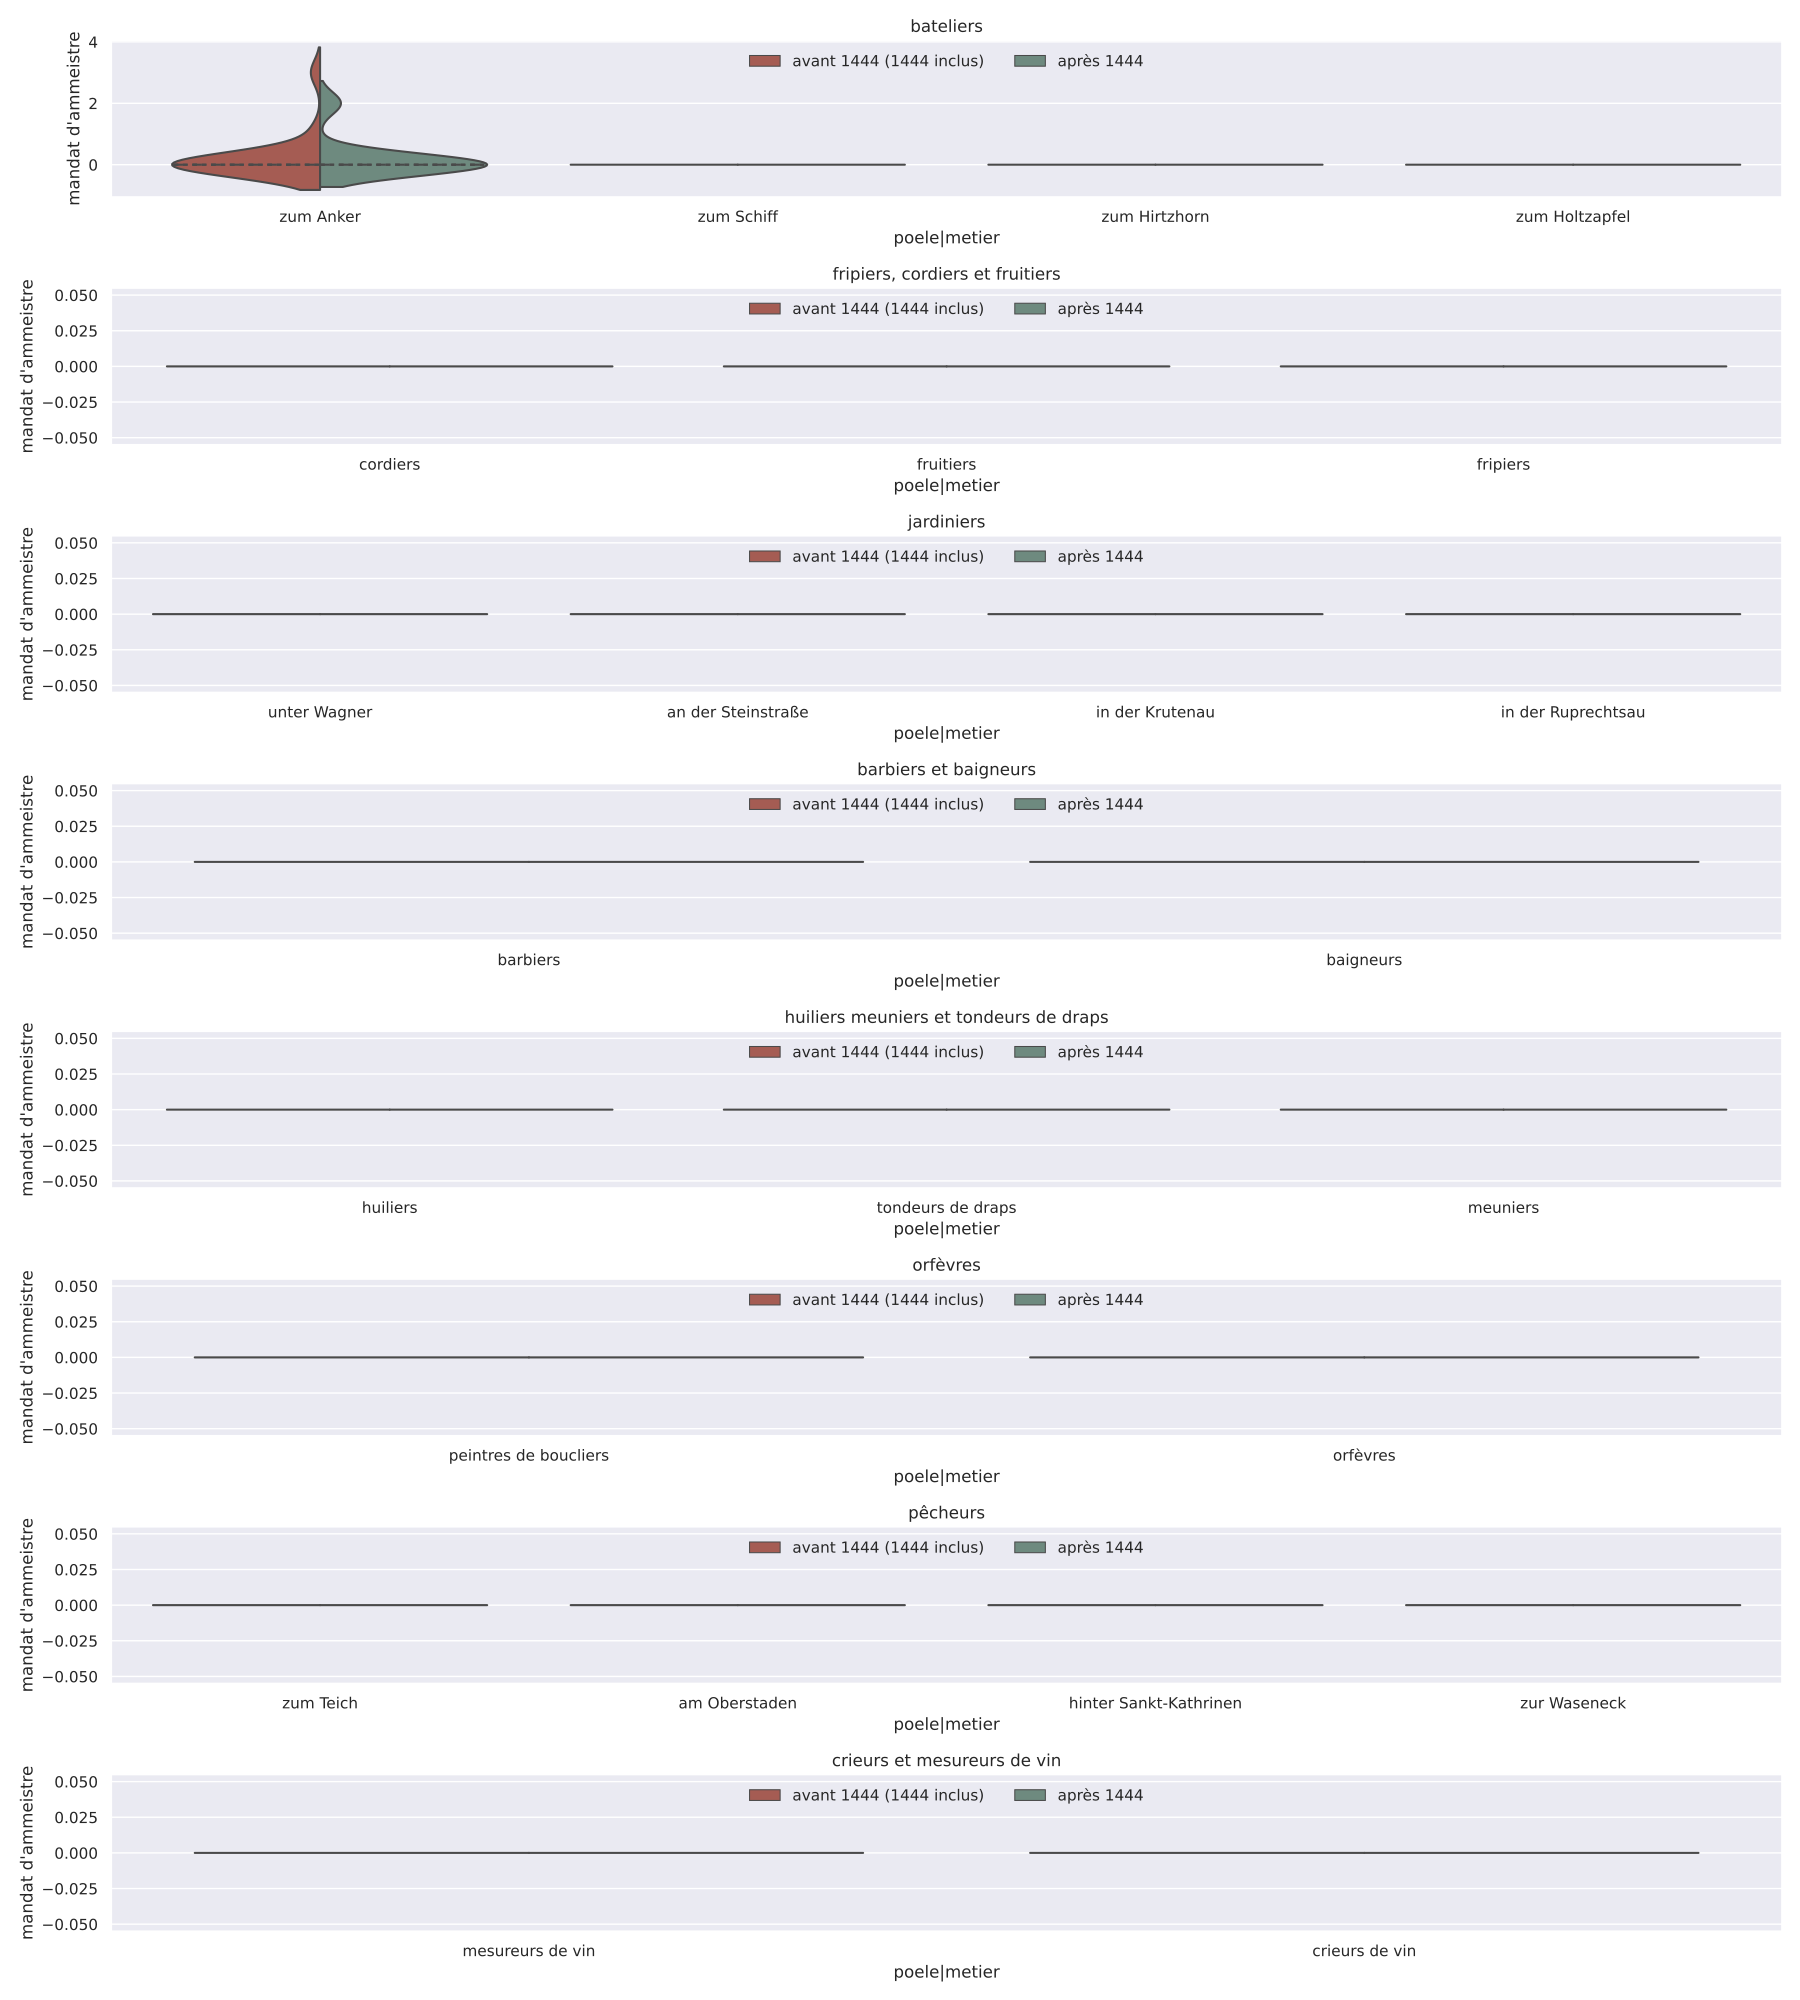 bateliers
mandat d'ammeistre
4
2
0
avant 1444 (1444 inclus) après 1444
zum Anker zum Schiff zum Hirtzhorn zum Holtzapfel
poele|metier
fripiers, cordiers et fruitiers
mandat d'ammeistre
0.050
0.025
0.000
−0.025
−0.050
avant 1444 (1444 inclus) après 1444
cordiers fruitiers fripiers
poele|metier
jardiniers
mandat d'ammeistre
0.050
0.025
0.000
−0.025
−0.050
avant 1444 (1444 inclus) après 1444
unter Wagner an der Steinstraße in der Krutenau in der Ruprechtsau
poele|metier
barbiers et baigneurs
mandat d'ammeistre
0.050
0.025
0.000
−0.025
−0.050
avant 1444 (1444 inclus) après 1444
barbiers baigneurs
poele|metier
huiliers meuniers et tondeurs de draps
mandat d'ammeistre
0.050
0.025
0.000
−0.025
−0.050
avant 1444 (1444 inclus) après 1444
huiliers tondeurs de draps meuniers
poele|metier
orfèvres
mandat d'ammeistre
0.050
0.025
0.000
−0.025
−0.050
avant 1444 (1444 inclus) après 1444
peintres de boucliers orfèvres
poele|metier
pêcheurs
mandat d'ammeistre
0.050
0.025
0.000
−0.025
−0.050
avant 1444 (1444 inclus) après 1444
zum Teich am Oberstaden hinter Sankt-Kathrinen zur Waseneck
poele|metier
crieurs et mesureurs de vin
mandat d'ammeistre
0.050
0.025
0.000
−0.025
−0.050
avant 1444 (1444 inclus) après 1444
mesureurs de vin crieurs de vin
poele|metier